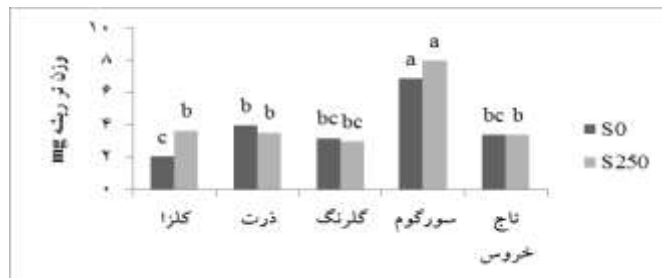 وزن تر ریشه mg
۱۰
۸
۶
۴
۲
۰
c b b b bc bc a a bc b
S0
S250
کلزا ذرت گلرنگ سورگوم تاج
خروس